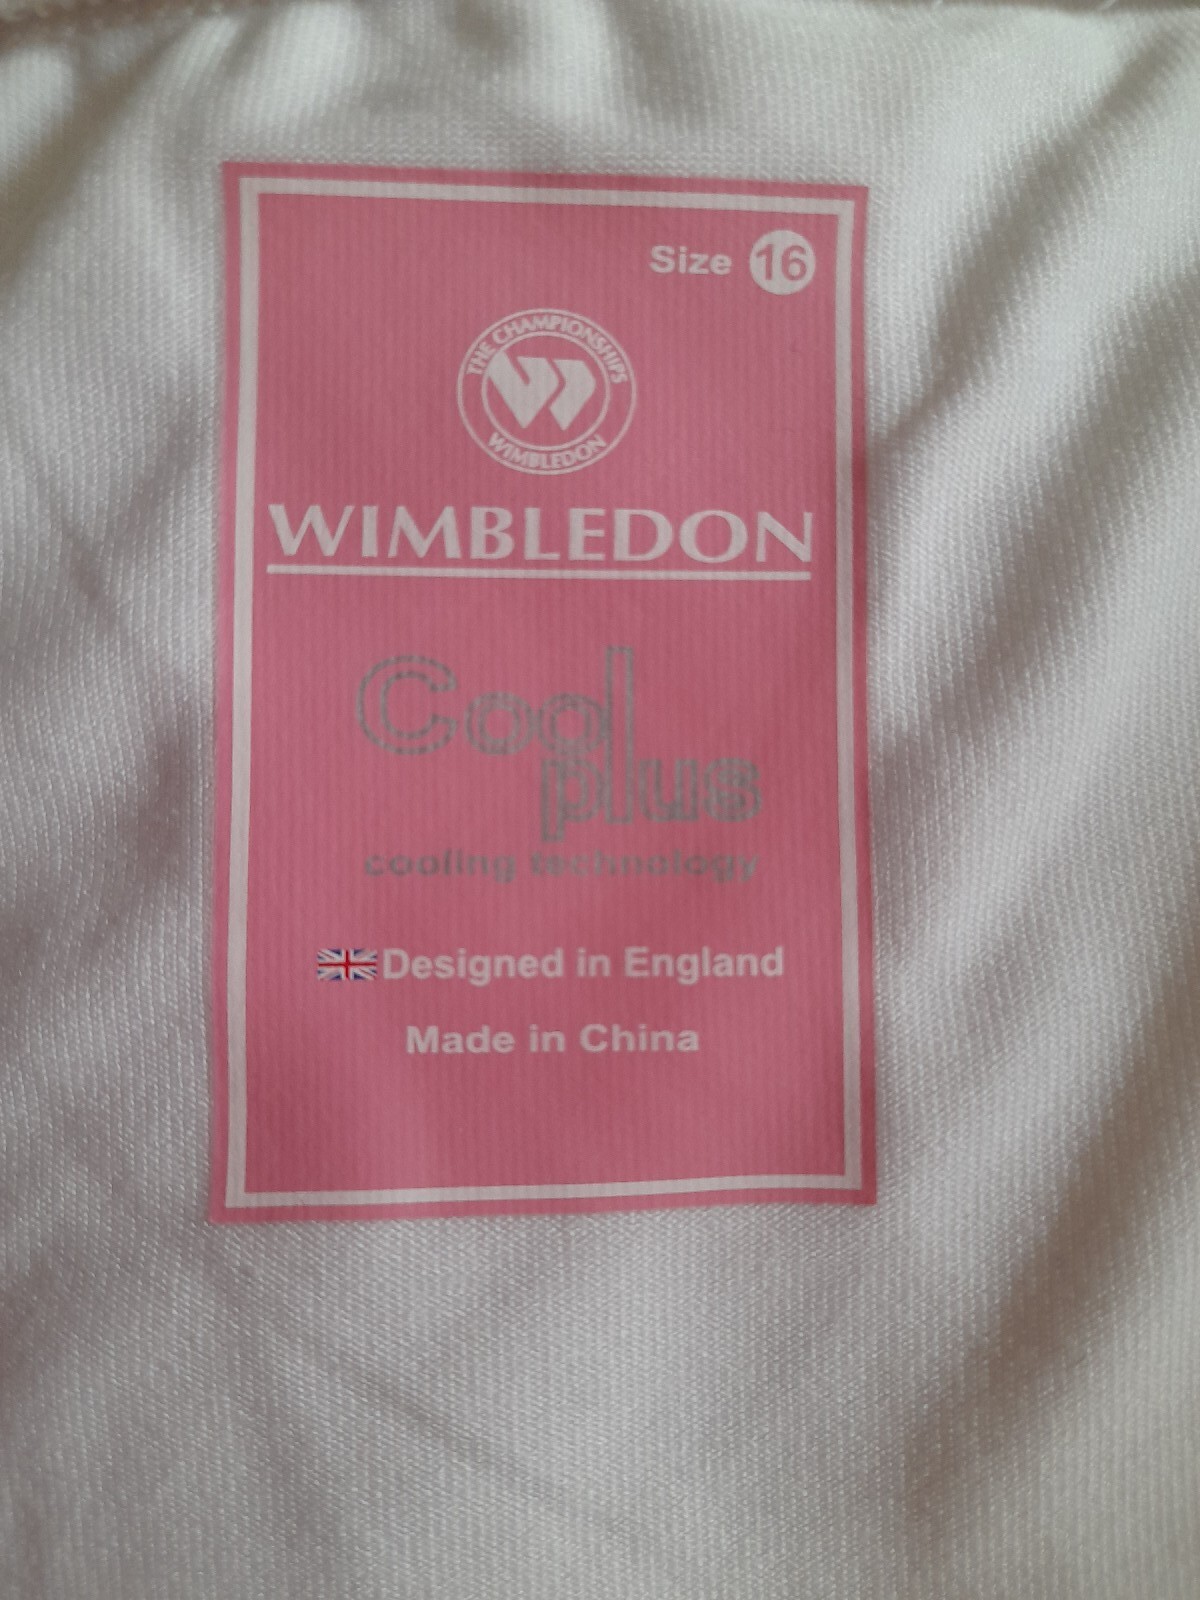 Size 16
THE CHAMPIONSHIPS
WIMBLEDON
WIMBLEDON
Cool
plus
cooling technology
Designed in England
Made in China